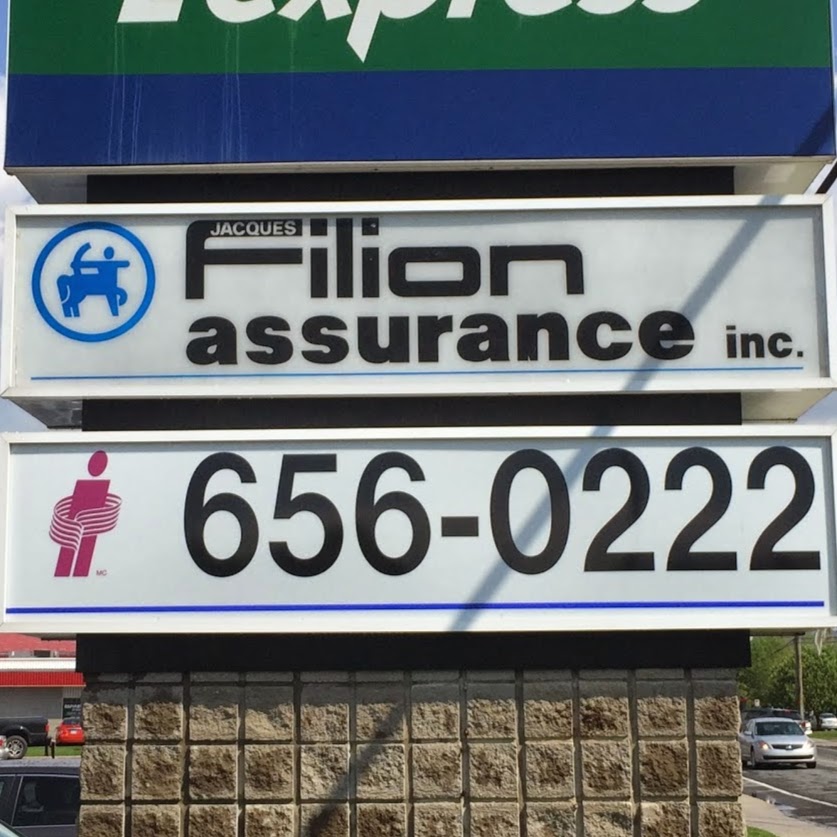 l'express
JACQUES
Filion
assurance inc.
656-0222
MC